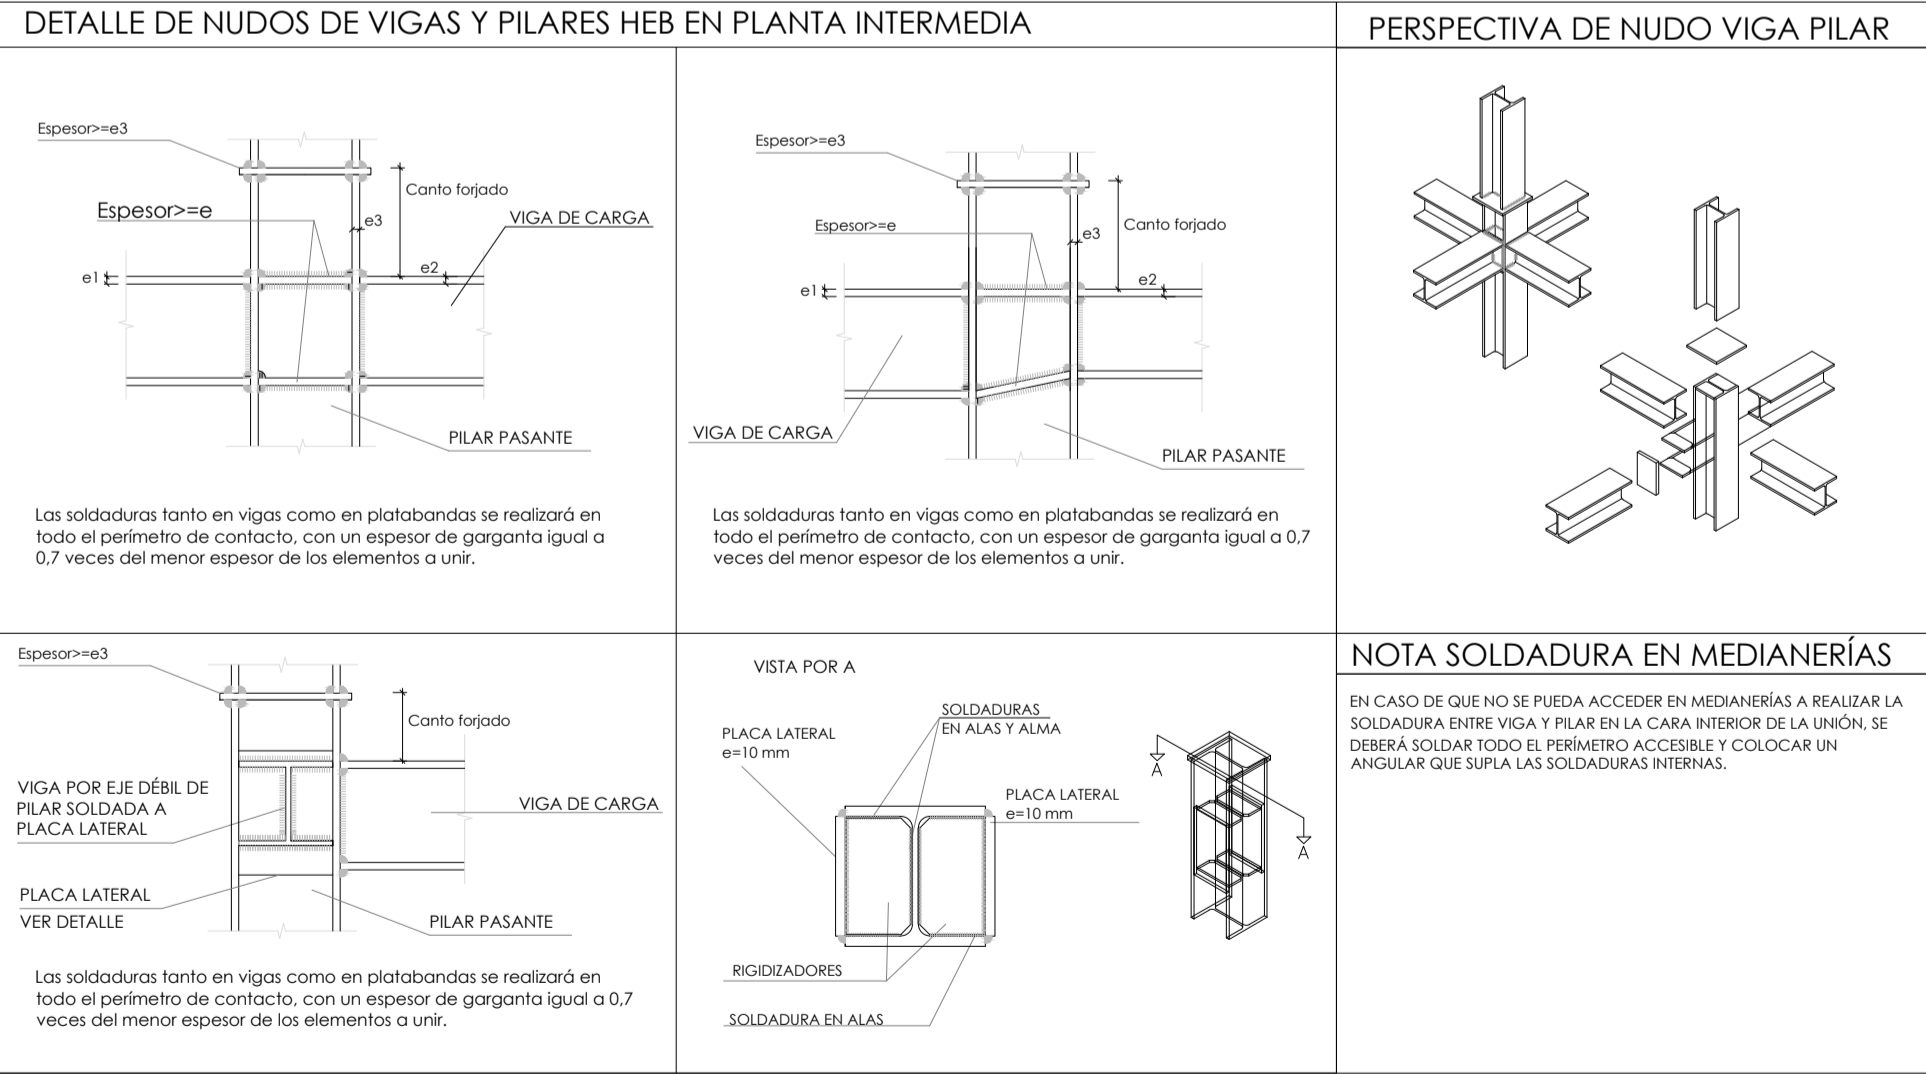 DETALLE DE NUDOS DE VIGAS Y PILARES HEB EN PLANTA INTERMEDIA
PERSPECTIVA DE NUDO VIGA PILAR
Espesor>=e3
Canto forjado
Espesor>=e
e3
VIGA DE CARGA
e1
e2
PILAR PASANTE
Las soldaduras tanto en vigas como en platabandas se realizará en
todo el perímetro de contacto, con un espesor de garganta igual a
0,7 veces del menor espesor de los elementos a unir.
Espesor>=e3
Espesor>=e
Canto forjado
e3
e1
e2
VIGA DE CARGA
PILAR PASANTE
Las soldaduras tanto en vigas como en platabandas se realizará en
todo el perímetro de contacto, con un espesor de garganta igual a 0,7
veces del menor espesor de los elementos a unir.
Espesor>=e3
Canto forjado
VIGA POR EJE DÉBIL DE
PILAR SOLDADA A
PLACA LATERAL
VIGA DE CARGA
PLACA LATERAL
VER DETALLE
PILAR PASANTE
Las soldaduras tanto en vigas como en platabandas se realizará en
todo el perímetro de contacto, con un espesor de garganta igual a 0,7
veces del menor espesor de los elementos a unir.
VISTA POR A
SOLDADURAS
EN ALAS Y ALMA
PLACA LATERAL
e=10 mm
PLACA LATERAL
e=10 mm
A
A
RIGIDIZADORES
SOLDADURA EN ALAS
NOTA SOLDADURA EN MEDIANERÍAS
EN CASO DE QUE NO SE PUEDA ACCEDER EN MEDIANERÍAS A REALIZAR LA
SOLDADURA ENTRE VIGA Y PILAR EN LA CARA INTERIOR DE LA UNIÓN, SE
DEBERÁ SOLDAR TODO EL PERÍMETRO ACCESIBLE Y COLOCAR UN
ANGULAR QUE SUPLA LAS SOLDADURAS INTERNAS.